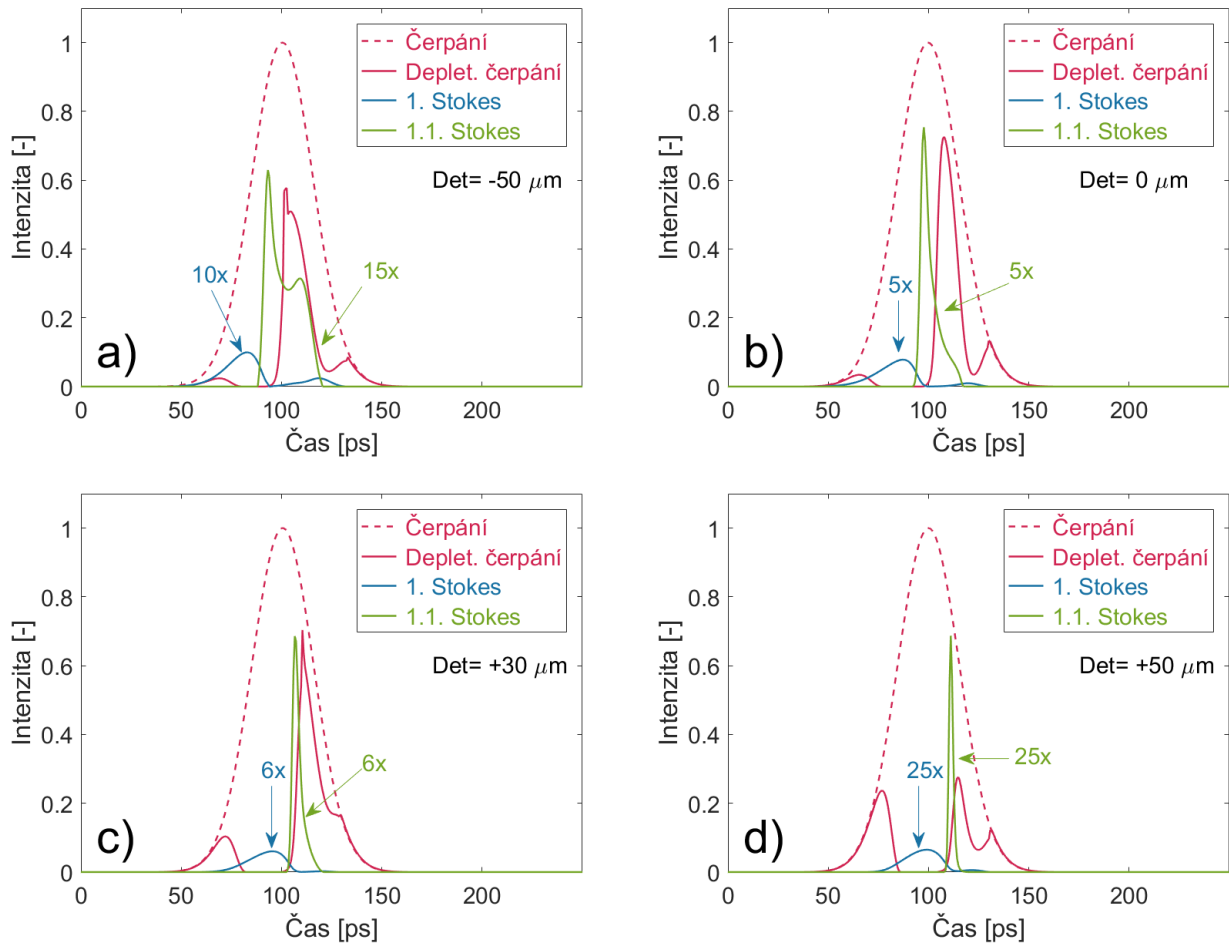 Intenzita [-]
1
0.8
0.6
0.4
0.2
0
Čerpání
Deplet. čerpání
1. Stokes
1.1. Stokes
Det= -50 μm
10x
15x
a)
0 50 100 150 200
Čas [ps]
Intenzita [-]
1
0.8
0.6
0.4
0.2
0
Čerpání
Deplet. čerpání
1. Stokes
1.1. Stokes
Det= 0 μm
5x
5x
b)
0 50 100 150 200
Čas [ps]
Intenzita [-]
1
0.8
0.6
0.4
0.2
0
Čerpání
Deplet. čerpání
1. Stokes
1.1. Stokes
Det= +30 μm
6x
6x
c)
0 50 100 150 200
Čas [ps]
Intenzita [-]
1
0.8
0.6
0.4
0.2
0
Čerpání
Deplet. čerpání
1. Stokes
1.1. Stokes
Det= +50 μm
25x
25x
d)
0 50 100 150 200
Čas [ps]